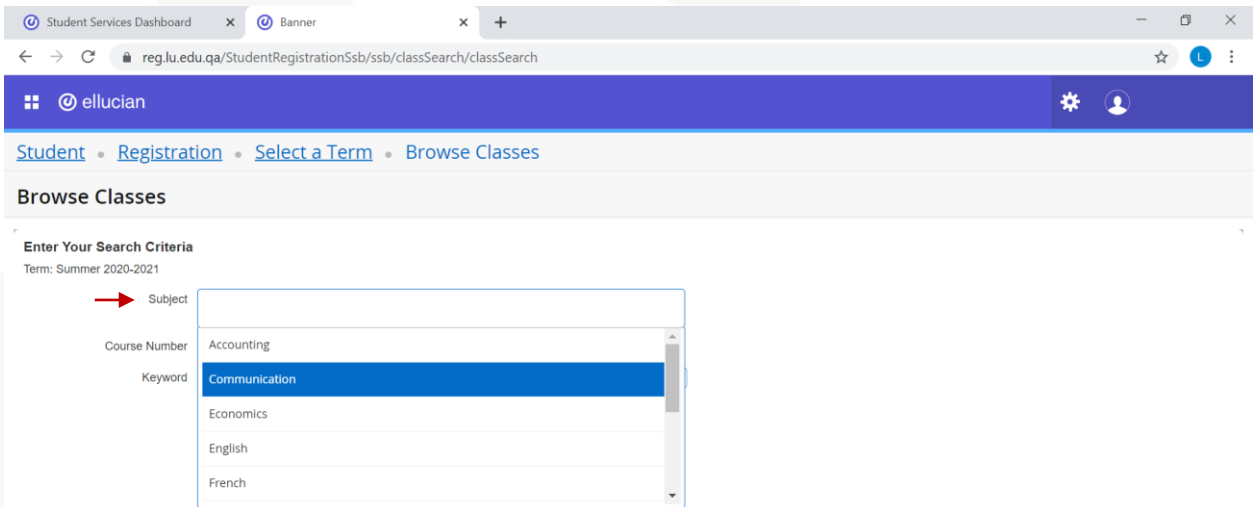 Student Services Dashboard
Banner
reg.lu.edu.qa/StudentRegistrationSsb/ssb/classSearch/classSearch
L
ellucian
Student • Registration • Select a Term • Browse Classes
Browse Classes
Enter Your Search Criteria
Term: Summer 2020-2021
Subject
Course Number
Accounting
Keyword
Communication
Economics
English
French